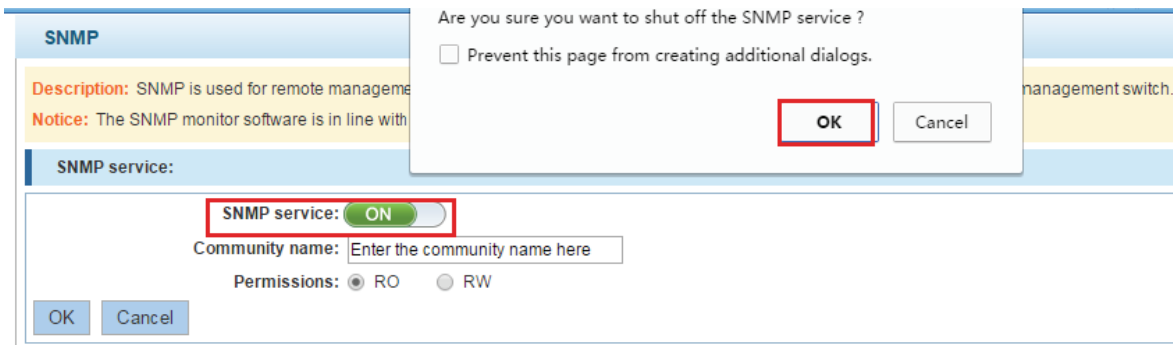 Are you sure you want to shut off the SNMP service ?
Prevent this page from creating additional dialogs.
OK Cancel
SNMP
Description: SNMP is used for remote manageme
management switch.
Notice: The SNMP monitor software is in line with
SNMP service:
SNMP service: ON
Community name: Enter the community name here
Permissions: RO RW
OK Cancel